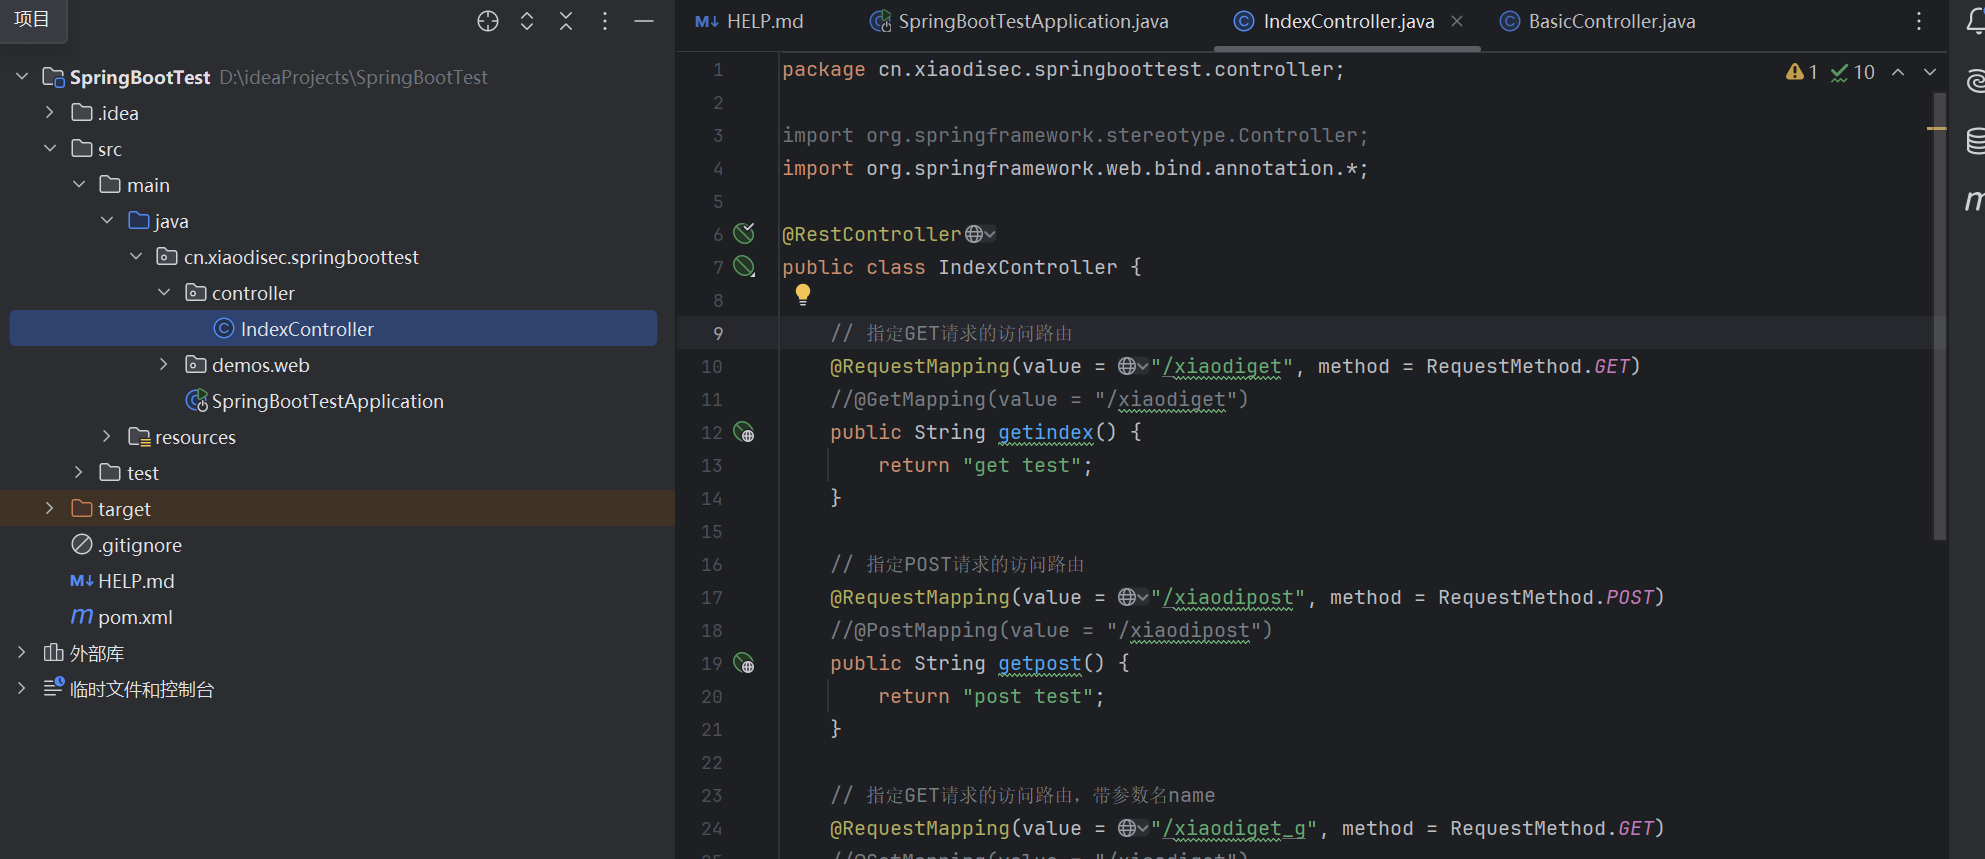 项目
SpringBootTest D:\ideaProjects\SpringBootTest
.idea
src
main
java
cn.xiaodisec.springboottest
controller
IndexController
demos.web
SpringBootTestApplication
resources
test
target
.gitignore
M↓ HELP.md
m pom.xml
外部库
临时文件和控制台
M↓ HELP.md SpringBootTestApplication.java IndexController.java BasicController.java
1 package cn.xiaodisec.springboottest.controller;
1 10
2
3 import org.springframework.stereotype.Controller;
4 import org.springframework.web.bind.annotation.*;
5
6 @RestController
7 public class IndexController {
8
9 // 指定GET请求的访问路由
10 @RequestMapping(value = "/xiaodiget", method = RequestMethod.GET)
11 //@GetMapping(value = "/xiaodiget")
12 public String getindex() {
13 return "get test";
14 }
15
16 // 指定POST请求的访问路由
17 @RequestMapping(value = "/xiaodipost", method = RequestMethod.POST)
18 //@PostMapping(value = "/xiaodipost")
19 public String getpost() {
20 return "post test";
21 }
22
23 // 指定GET请求的访问路由，带参数名name
24 @RequestMapping(value = "/xiaodiget_g", method = RequestMethod.GET)